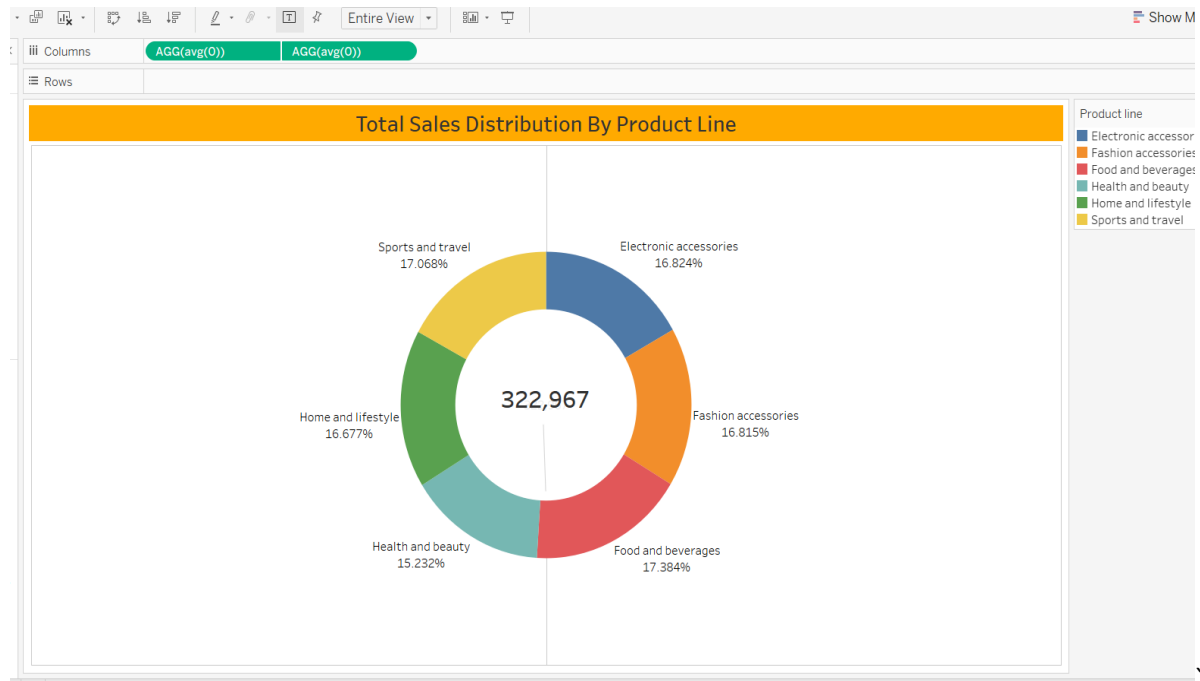 Entire View
Show M
Columns
AGG(avg(0)) AGG(avg(0))
Rows
Total Sales Distribution By Product Line
Product line
Electronic accessor
Fashion accessories
Food and beverages
Health and beauty
Home and lifestyle
Sports and travel
Sports and travel
17.068%
Electronic accessories
16.824%
322,967
Home and lifestyle
16.677%
Fashion accessories
16.815%
Health and beauty
15.232%
Food and beverages
17.384%